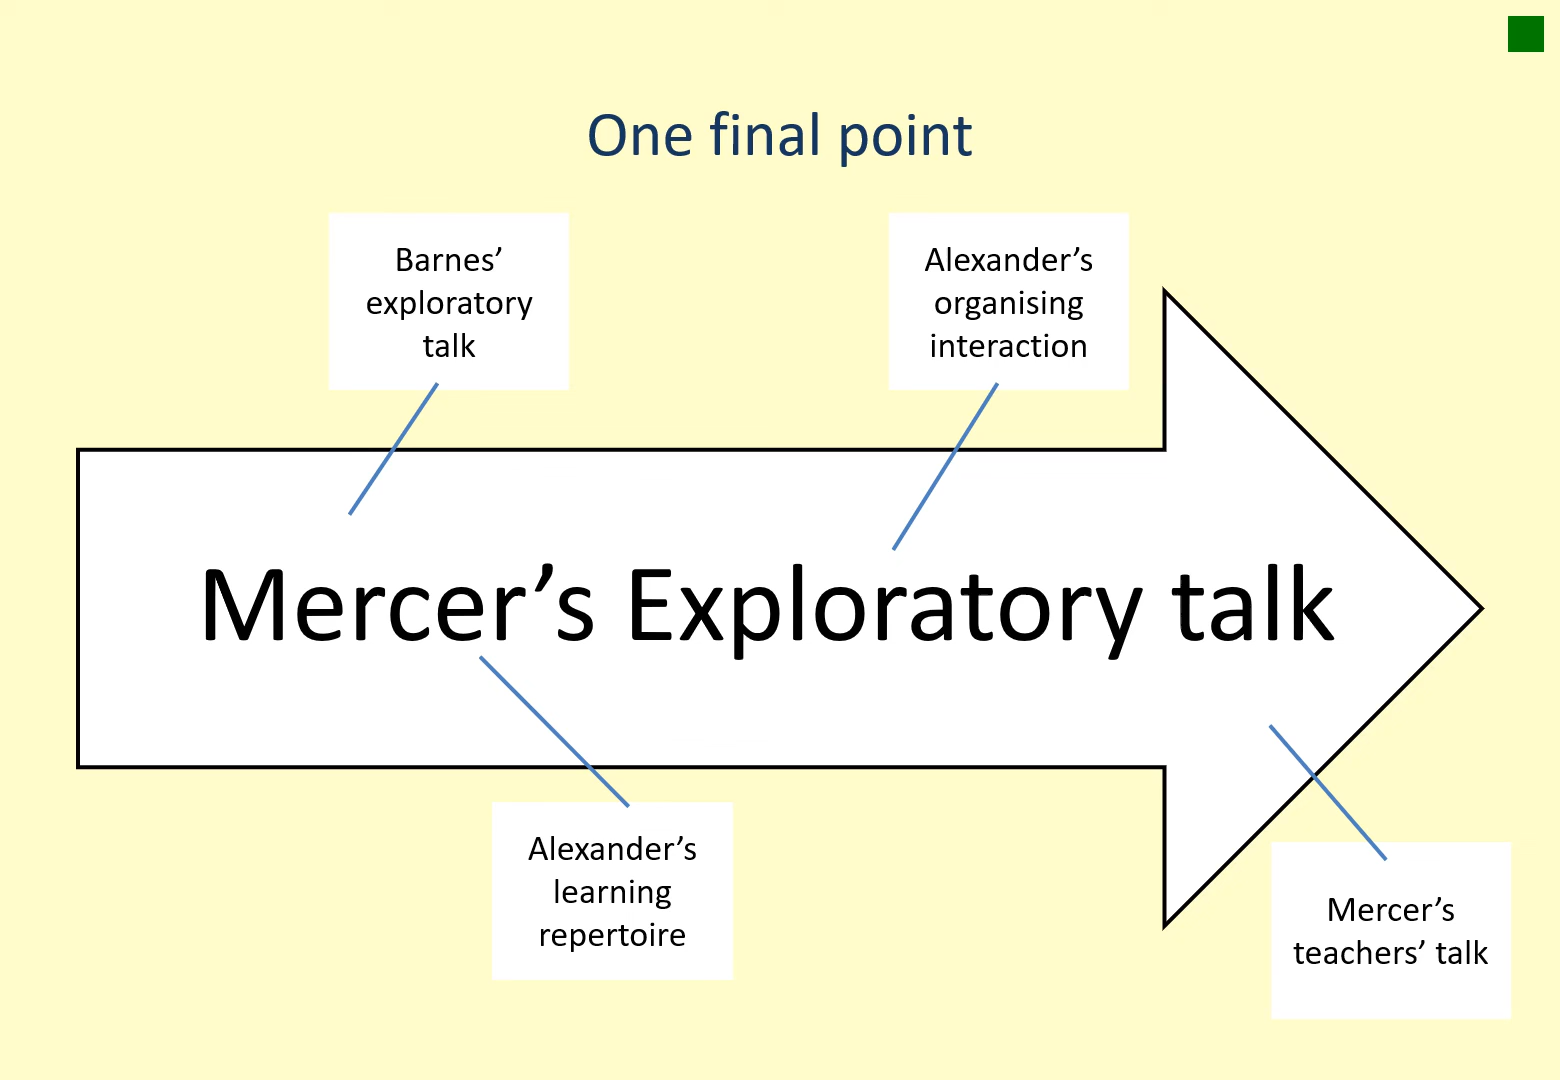 One final point
Barnes’
exploratory
talk
Alexander’s
organising
interaction
Mercer’s Exploratory talk
Alexander’s
learning
repertoire
Mercer’s
teachers’ talk